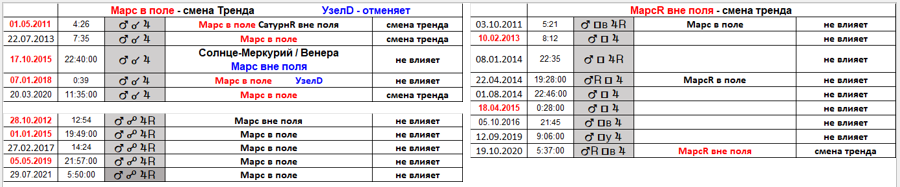 Марс в поле - смена Тренда УзелD - отменяет
01.05.2011 4:26 ♂ ☌ ♃ Марс в поле СатурнR вне поля смена тренда
22.07.2013 7:35 ♂ ☌ ♃ Марс в поле смена тренда
17.10.2015 22:40:00 ♂ ☌ ♃ Солнце-Меркурий / Венера не влияет
Марс вне поля
07.01.2018 0:39 ♂ ☌ ♃ Марс в поле УзелD не влияет
20.03.2020 11:35:00 ♂ ☌ ♃ Марс в поле смена тренда
28.10.2012 12:54 ♂ ☍ ♃R Марс вне поля не влияет
01.01.2015 19:49:00 ♂ ☍ ♃R Марс в поле не влияет
27.02.2017 14:24 ♂ ☍ ♃R Марс в поле не влияет
05.05.2019 21:57:00 ♂ ☍ ♃R Марс в поле не влияет
29.07.2021 5:50:00 ♂ ☍ ♃R Марс в поле не влияет
МарсR вне поля - смена тренда
03.10.2011 5:21 ♂ □в ♃R не влияет
10.02.2013 8:12 ♂ □ ♃ не влияет
08.01.2014 22:35 ♂ □ ♃R не влияет
22.04.2014 19:28:00 ♂R □ ♃ МарсR в поле не влияет
01.08.2014 22:46:00 ♂ □ ♃ не влияет
18.04.2015 0:28:00 ♂ □ ♃ не влияет
05.10.2016 21:45 ♂ □в ♃ не влияет
12.09.2019 9:06:00 ♂ □у ♃ не влияет
19.10.2020 5:37:00 ♂R □в ♃ МарсR вне поля смена тренда